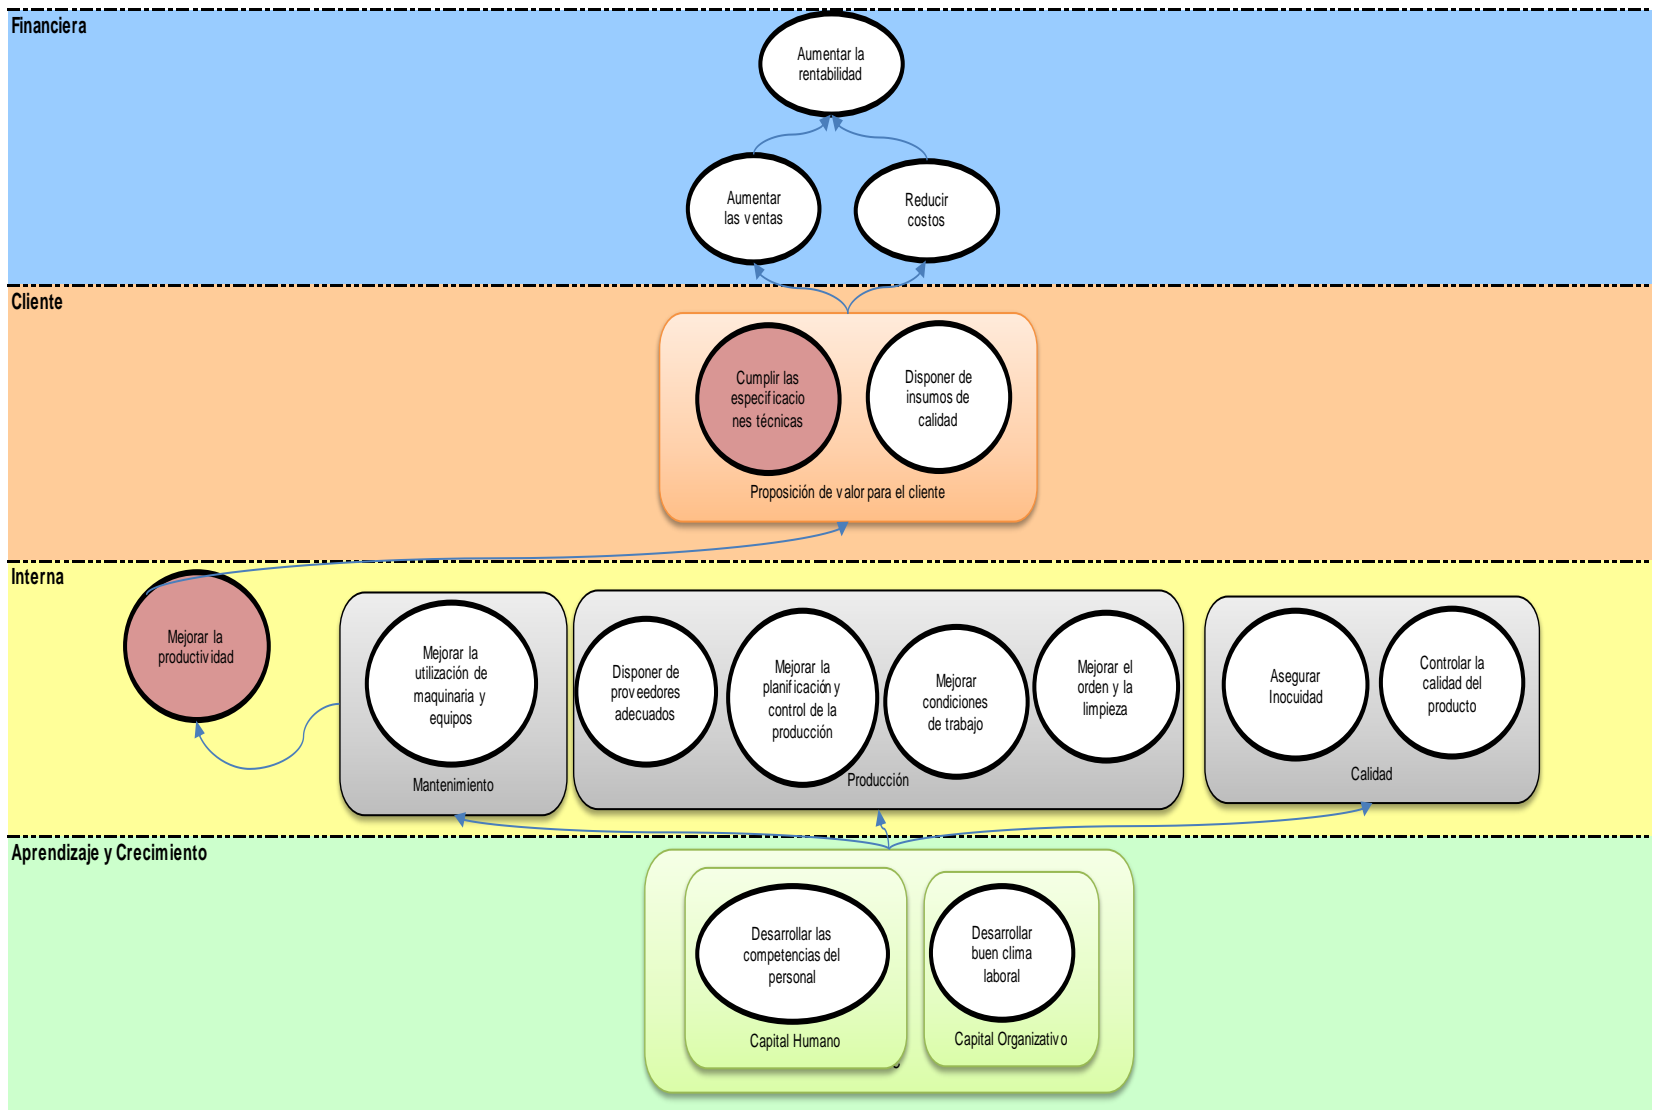 Financiera
Aumentar la
rentabilidad
Aumentar
las ventas
Reducir
costos
Cliente
Cumplir las
especificacio
nes técnicas
Disponer de
insumos de
calidad
Proposición de valor para el cliente
Interna
Mejorar la
productividad
Mejorar la
utilización de
maquinaria y
equipos
Mantenimiento
Disponer de
proveedores
adecuados
Mejorar la
planificación y
control de la
producción
Mejorar
condiciones
de trabajo
Mejorar el
orden y la
limpieza
Producción
Asegurar
Inocuidad
Controlar la
calidad del
producto
Calidad
Aprendizaje y Crecimiento
Desarrollar las
competencias del
personal
Capital Humano
Desarrollar
buen clima
laboral
Capital Organizativo